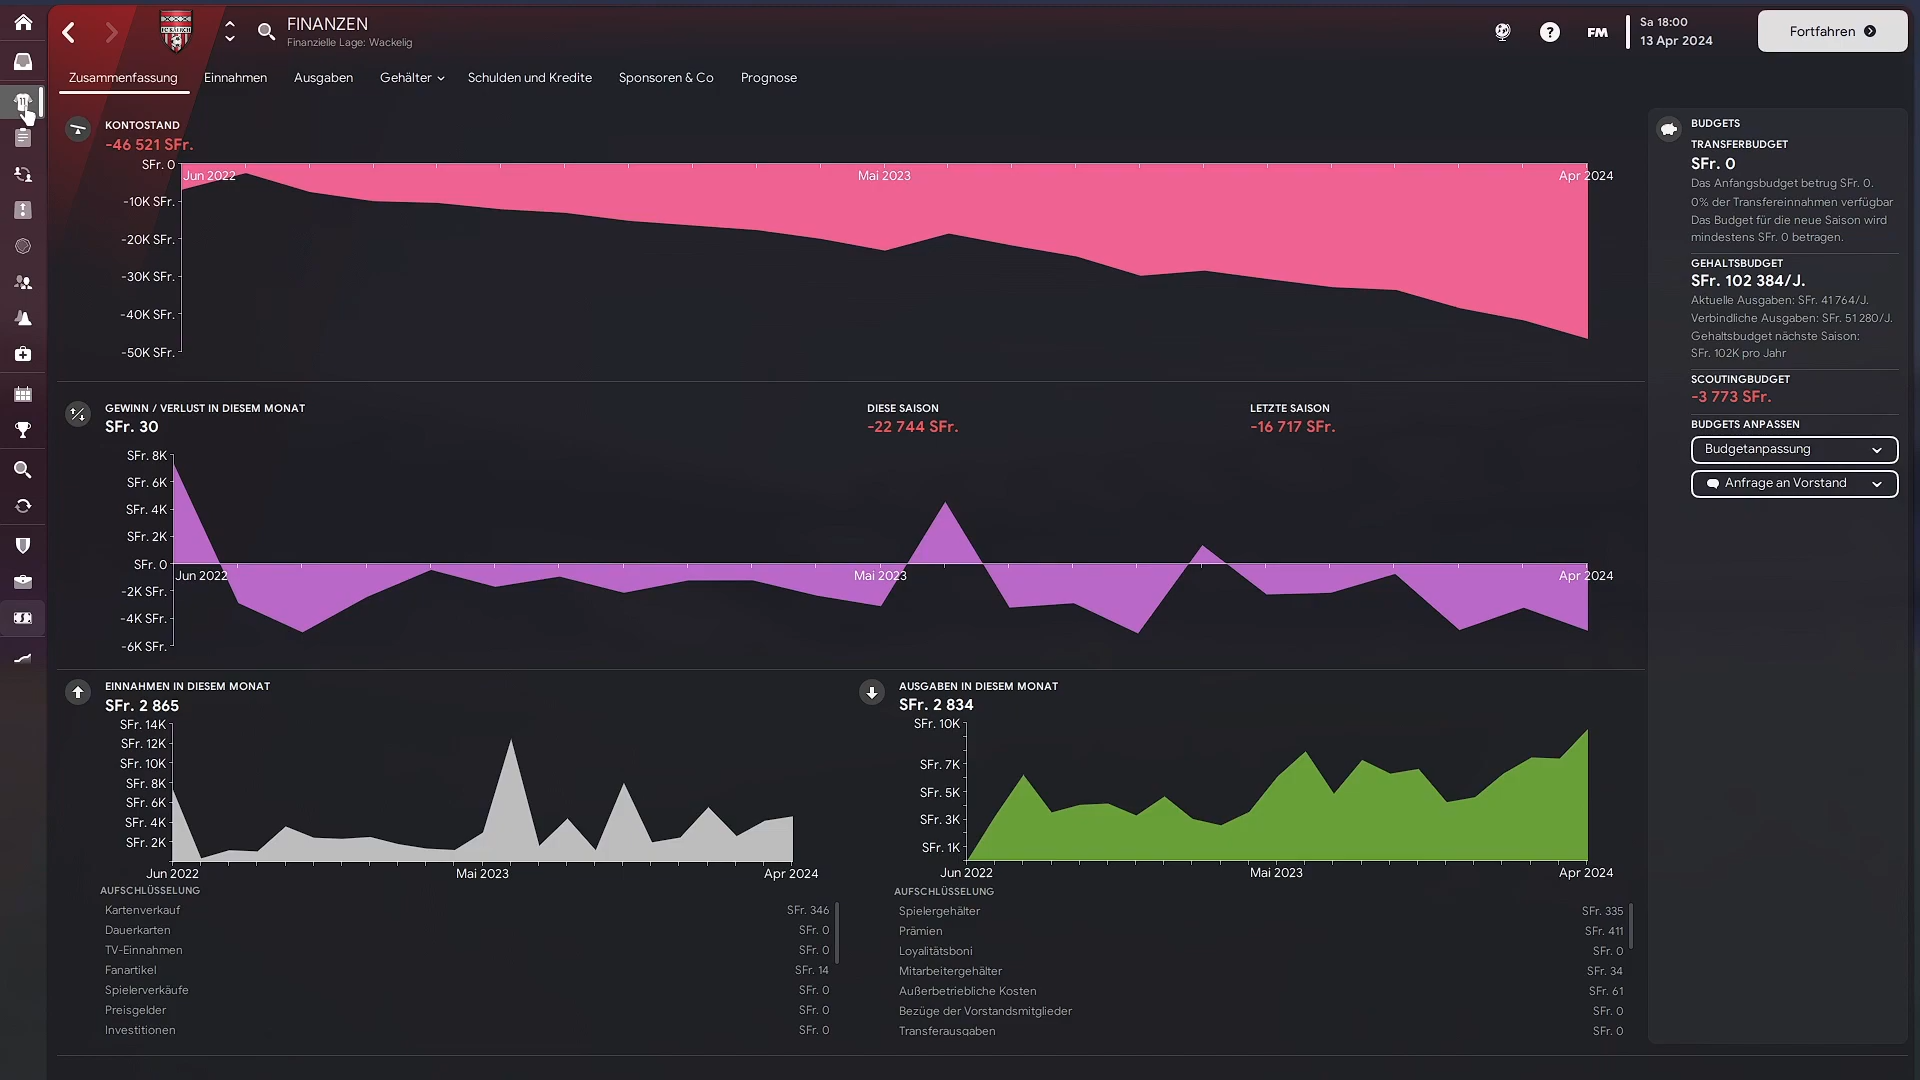 FINANZEN
Finanzielle Lage: Wackelig
FM
Sa 18:00
13 Apr 2024
Fortfahren
Zusammenfassung
Einnahmen
Ausgaben
Gehälter
Schulden und Kredite
Sponsoren & Co
Prognose
KONTOSTAND
-46 521 SFr.
SFr. 0
-10K SFr.
-20K SFr.
-30K SFr.
-40K SFr.
-50K SFr.
Jun 2022
Mai 2023
Apr 2024
GEWINN / VERLUST IN DIESEM MONAT
SFr. 30
DIESE SAISON
-22 744 SFr.
LETZTE SAISON
-16 717 SFr.
SFr. 8K
SFr. 6K
SFr. 4K
SFr. 2K
SFr. 0
-2K SFr.
-4K SFr.
-6K SFr.
Jun 2022
Mai 2023
Apr 2024
EINNAHMEN IN DIESEM MONAT
SFr. 2 865
SFr. 14K
SFr. 12K
SFr. 10K
SFr. 8K
SFr. 6K
SFr. 4K
SFr. 2K
Jun 2022
Mai 2023
Apr 2024
AUFSCHLÜSSELUNG
Kartenverkauf SFr. 346
Dauerkarten SFr. 0
TV-Einnahmen SFr. 0
Fanartikel SFr. 14
Spielerverkäufe SFr. 0
Preisgelder SFr. 0
Investitionen SFr. 0
AUSGABEN IN DIESEM MONAT
SFr. 2 834
SFr. 10K
SFr. 7K
SFr. 5K
SFr. 3K
SFr. 1K
Jun 2022
Mai 2023
Apr 2024
AUFSCHLÜSSELUNG
Spielergehälter SFr. 335
Prämien SFr. 411
Loyalitätsboni SFr. 0
Mitarbeitergehälter SFr. 34
Außerbetriebliche Kosten SFr. 61
Bezüge der Vorstandsmitglieder SFr. 0
Transferausgaben SFr. 0
BUDGETS
TRANSFERBUDGET
SFr. 0
Das Anfangsbudget betrug SFr. 0.
0% der Transfereinnahmen verfügbar
Das Budget für die neue Saison wird
mindestens SFr. 0 betragen.
GEHALTSBUDGET
SFr. 102 384/J.
Aktuelle Ausgaben: SFr. 41 764/J.
Verbindliche Ausgaben: SFr. 51 280/J.
Gehaltsbudget nächste Saison:
SFr. 102K pro Jahr
SCOUTINGBUDGET
-3 773 SFr.
BUDGETS ANPASSEN
Budgetanpassung
Anfrage an Vorstand